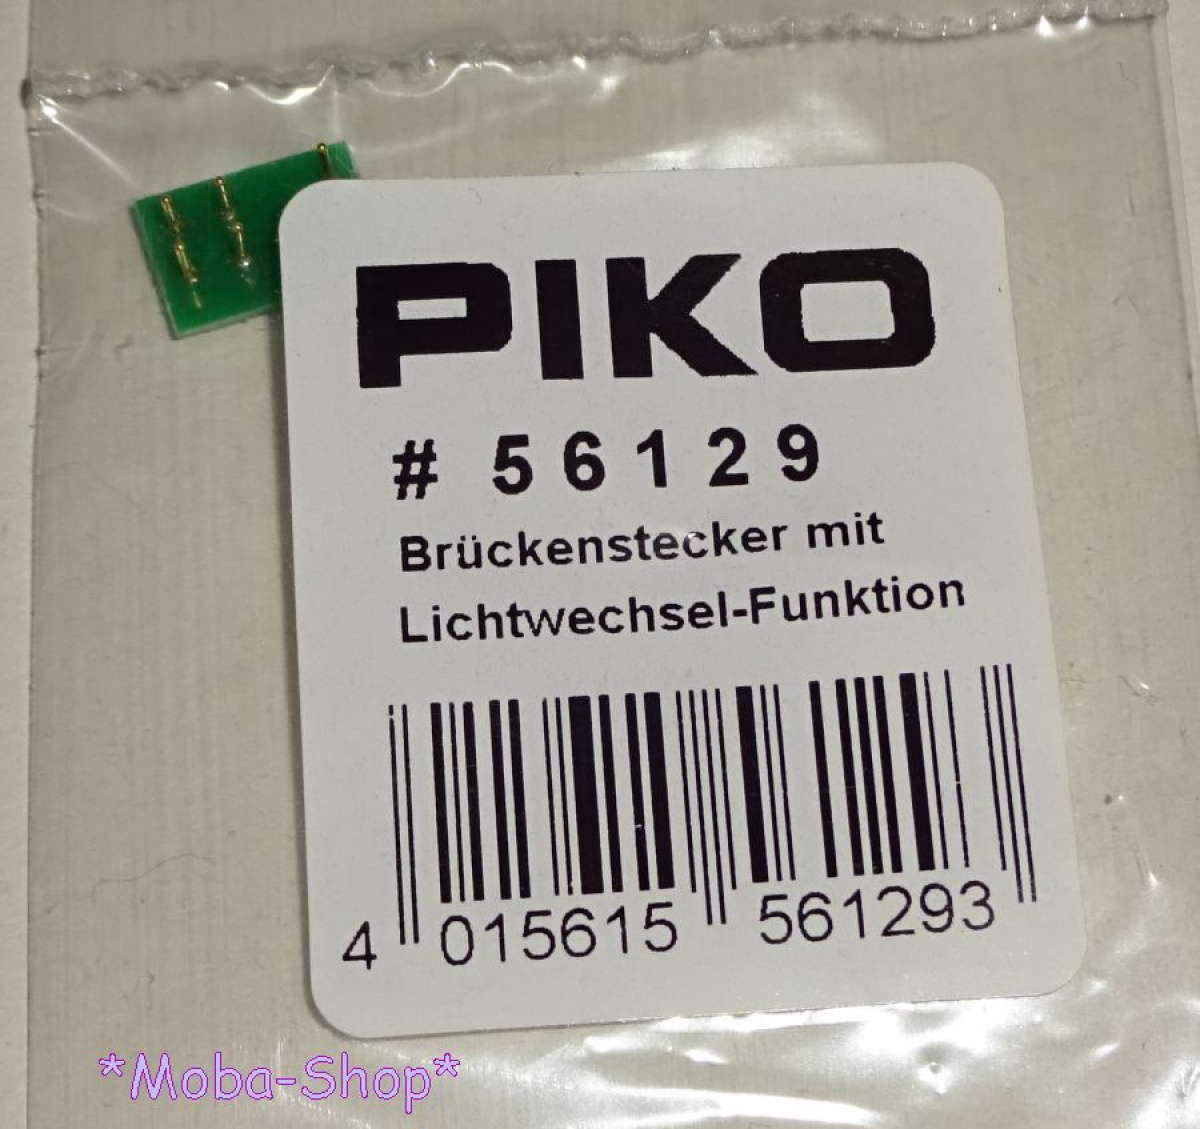 PIKO
# 56129
Brückenstecker mit
Lichtwechsel-Funktion
4 015615 561293
*Moba-Shop*